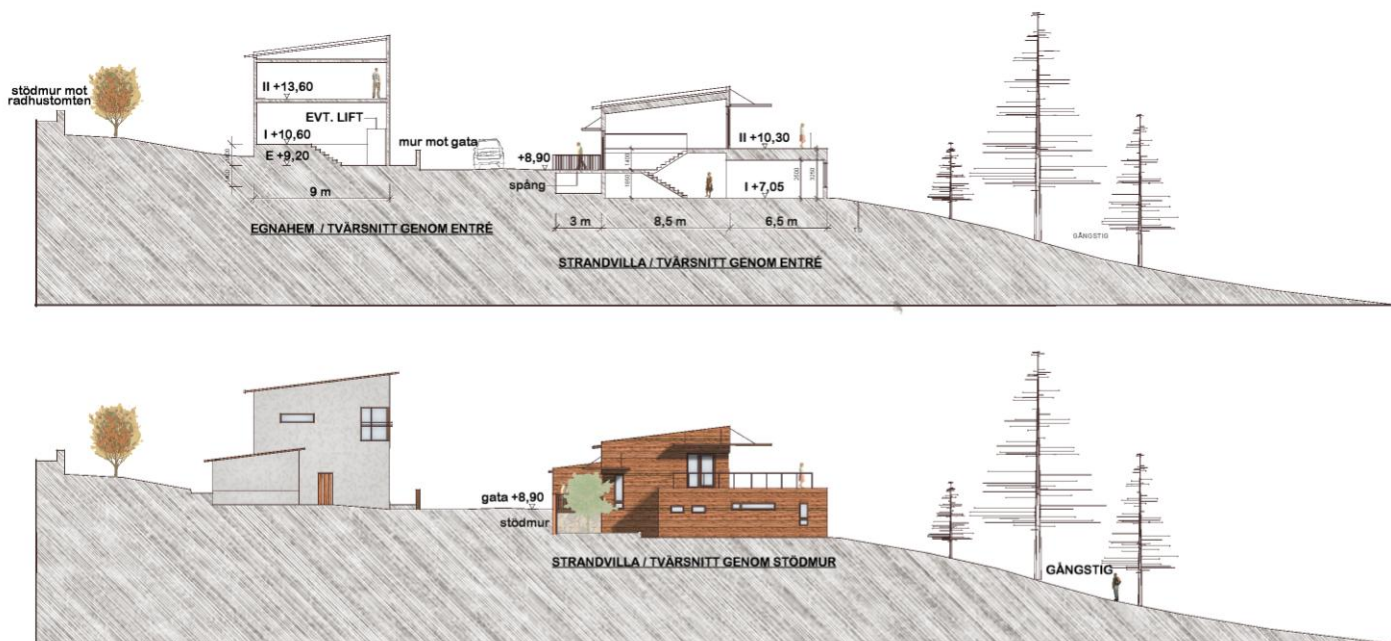 stödmur mot
radhustomten
II +13,60
EVT. LIFT
I +10,60
E +9,20
mur mot gata
9 m
EGNAHEM / TVÄRSNITT GENOM ENTRÉ
+8,90
spång
II +10,30
I +7,05
3 m
8,5 m
6,5 m
STRANDVILLA / TVÄRSNITT GENOM ENTRÉ
GÅNGSTIG
gata +8,90
stödmur
STRANDVILLA / TVÄRSNITT GENOM STÖDMUR
GÅNGSTIG